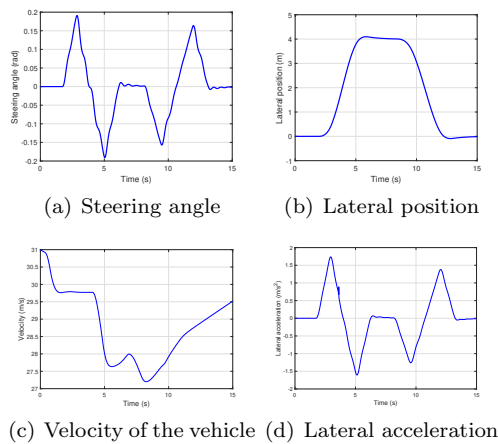 0.2
0.15
0.1
0.05
0
-0.05
-0.1
-0.15
-0.2
Steering angle (rad)
0 5 10 15
Time (s)
(a) Steering angle
5
4
3
2
1
0
-1
Lateral position (m)
0 5 10 15
Time (s)
(b) Lateral position
31
30.5
30
29.5
29
28.5
28
27.5
27
Velocity (m/s)
0 5 10 15
Time (s)
(c) Velocity of the vehicle
2
1.5
1
0.5
0
-0.5
-1
-1.5
-2
Lateral acceleration (m/s²)
0 5 10 15
Time (s)
(d) Lateral acceleration